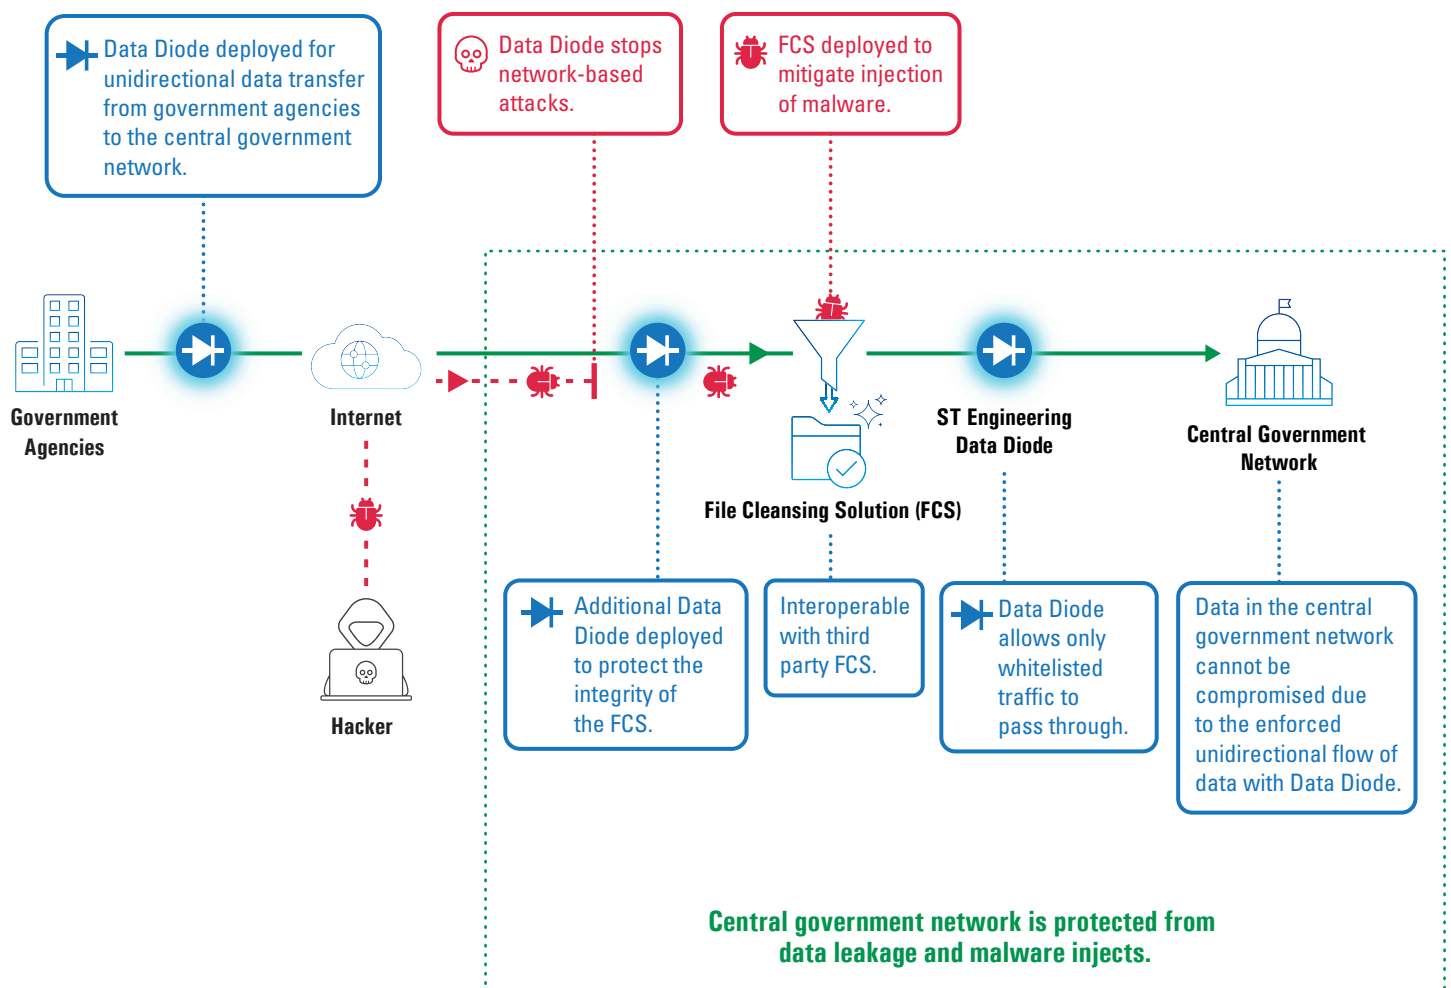 Data Diode deployed for
unidirectional data transfer
from government agencies
to the central government
network.
Data Diode stops
network-based
attacks.
FCS deployed to
mitigate injection
of malware.
Government
Agencies
Internet
Hacker
File Cleansing Solution (FCS)
ST Engineering
Data Diode
Central Government
Network
Additional Data
Diode deployed
to protect the
integrity of
the FCS.
Interoperable
with third
party FCS.
Data Diode
allows only
whitelisted
traffic to
pass through.
Data in the central
government network
cannot be
compromised due
to the enforced
unidirectional flow of
data with Data Diode.
Central government network is protected from
data leakage and malware injects.